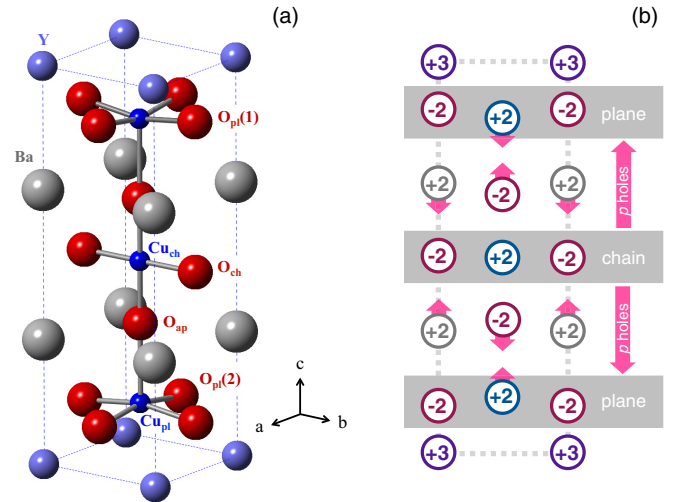 (a)
Y
O_pl(1)
Ba
Cu_ch
O_ch
O_ap
O_pl(2)
Cu_pl
c
a
b
(b)
+3 +3
-2 +2 -2 plane
+2 -2 +2 p holes
-2 +2 -2 chain
+2 -2 +2 p holes
-2 +2 -2 plane
+3 +3